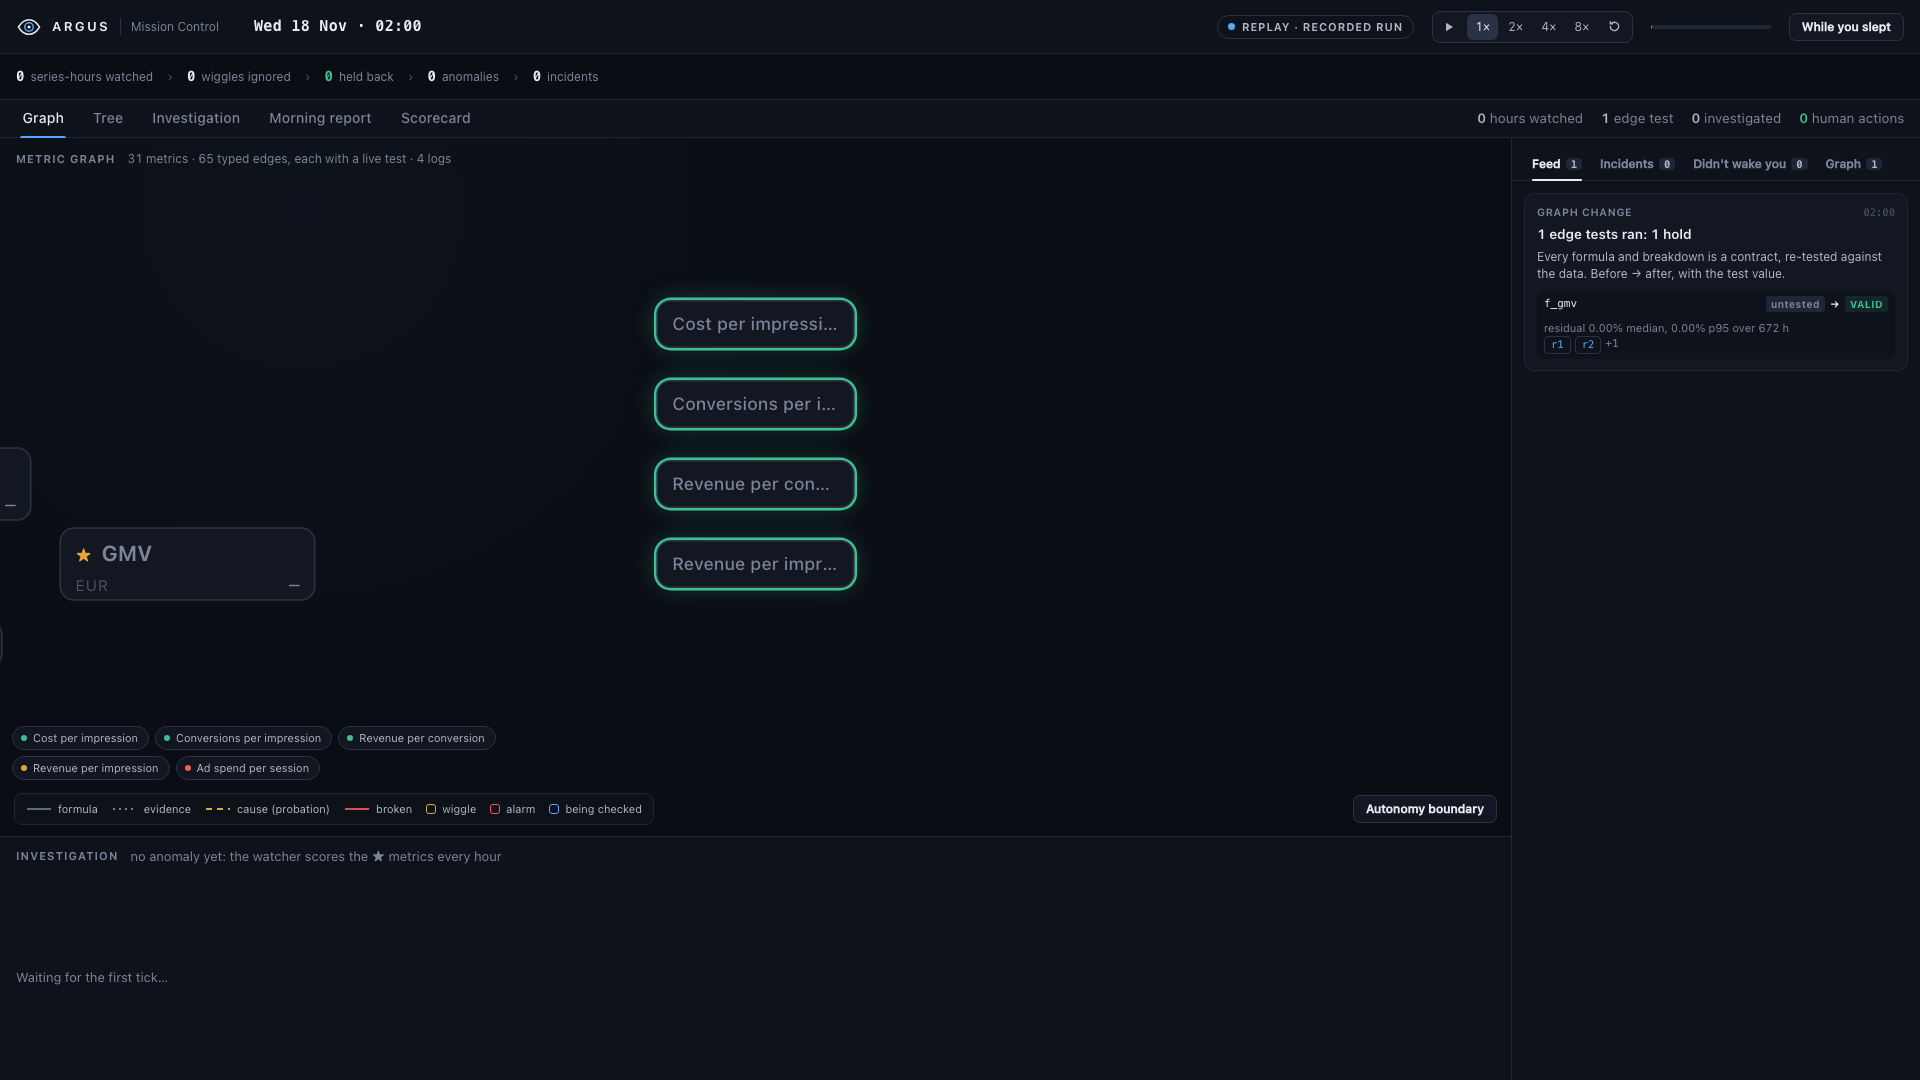 ARGUS Mission Control Wed 18 Nov · 02:00 REPLAY · RECORDED RUN 1× 2× 4× 8× While you slept
0 series-hours watched › 0 wiggles ignored › 0 held back › 0 anomalies › 0 incidents
Graph Tree Investigation Morning report Scorecard 0 hours watched 1 edge test 0 investigated 0 human actions
METRIC GRAPH 31 metrics · 65 typed edges, each with a live test · 4 logs
Cost per impressi...
Conversions per i...
Revenue per con...
Revenue per impr...
–
GMV
EUR –
Cost per impression Conversions per impression Revenue per conversion
Revenue per impression Ad spend per session
formula evidence cause (probation) broken wiggle alarm being checked Autonomy boundary
INVESTIGATION no anomaly yet: the watcher scores the ★ metrics every hour
Waiting for the first tick...
Feed 1 Incidents 0 Didn't wake you 0 Graph 1
GRAPH CHANGE 02:00
1 edge tests ran: 1 hold
Every formula and breakdown is a contract, re-tested against
the data. Before → after, with the test value.
f_gmv untested → VALID
residual 0.00% median, 0.00% p95 over 672 h
r1 r2 +1